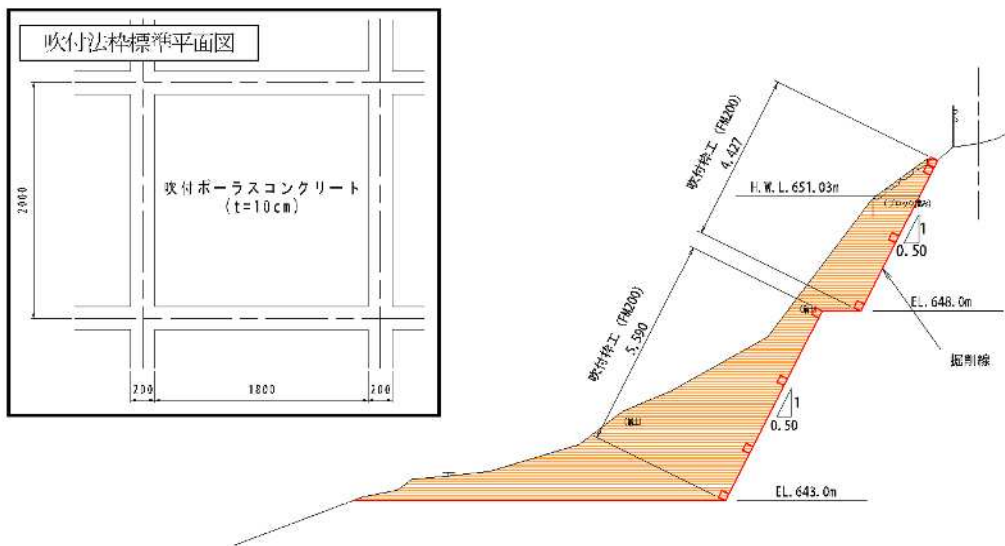 吹付法枠標準平面図
吹付ポーラスコンクリート
(t=10cm)
2000
200
1800
200
吹付枠工 (FM200)
4,427
吹付枠工 (FM200)
5,590
H.W.L.651.03m
1
0.50
EL.648.0m
掘削線
1
0.50
EL.643.0m